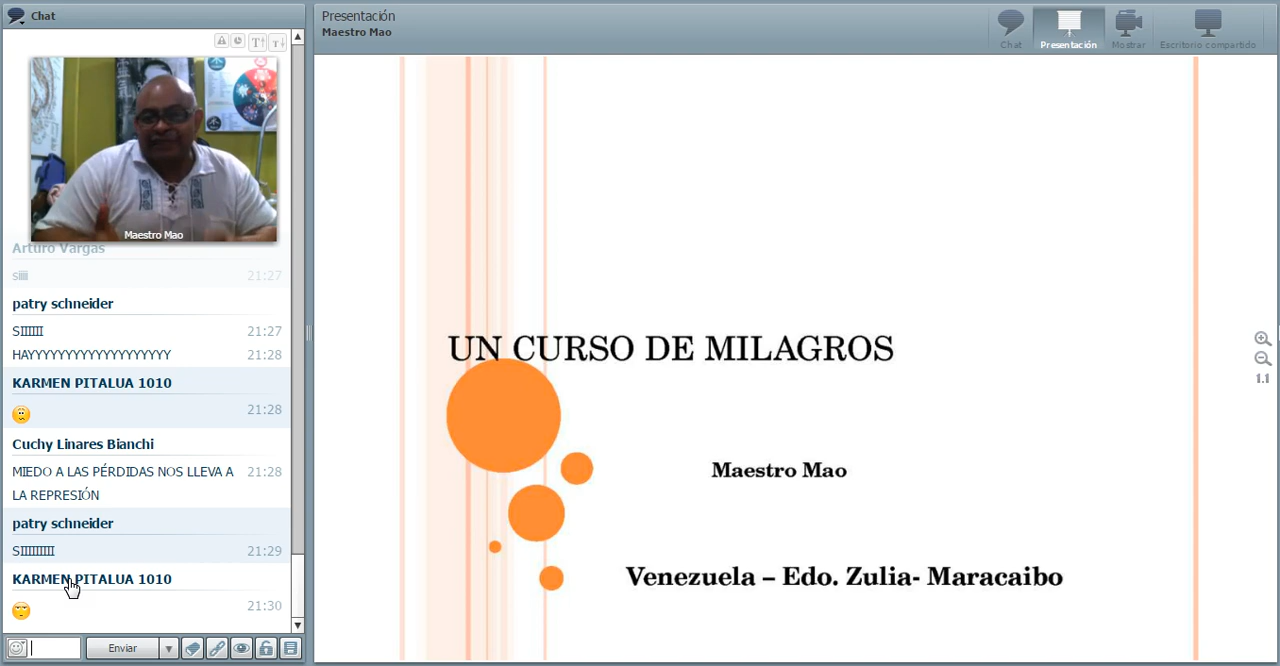 Chat
Maestro Mao
Arturo Vargas
siiii 21:27
patry schneider
SIIIIII 21:27
HAYYYYYYYYYYYYYYYYYYY 21:28
KARMEN PITALUA 1010
21:28
Cuchy Linares Bianchi
MIEDO A LAS PÉRDIDAS NOS LLEVA A 21:28
LA REPRESIÓN
patry schneider
SIIIIIIIII 21:29
KARMEN PITALUA 1010
21:30
Enviar
Presentación
Maestro Mao
Chat
Presentación
Mostrar
Escritorio compartido
UN CURSO DE MILAGROS
Maestro Mao
Venezuela – Edo. Zulia- Maracaibo
1.1